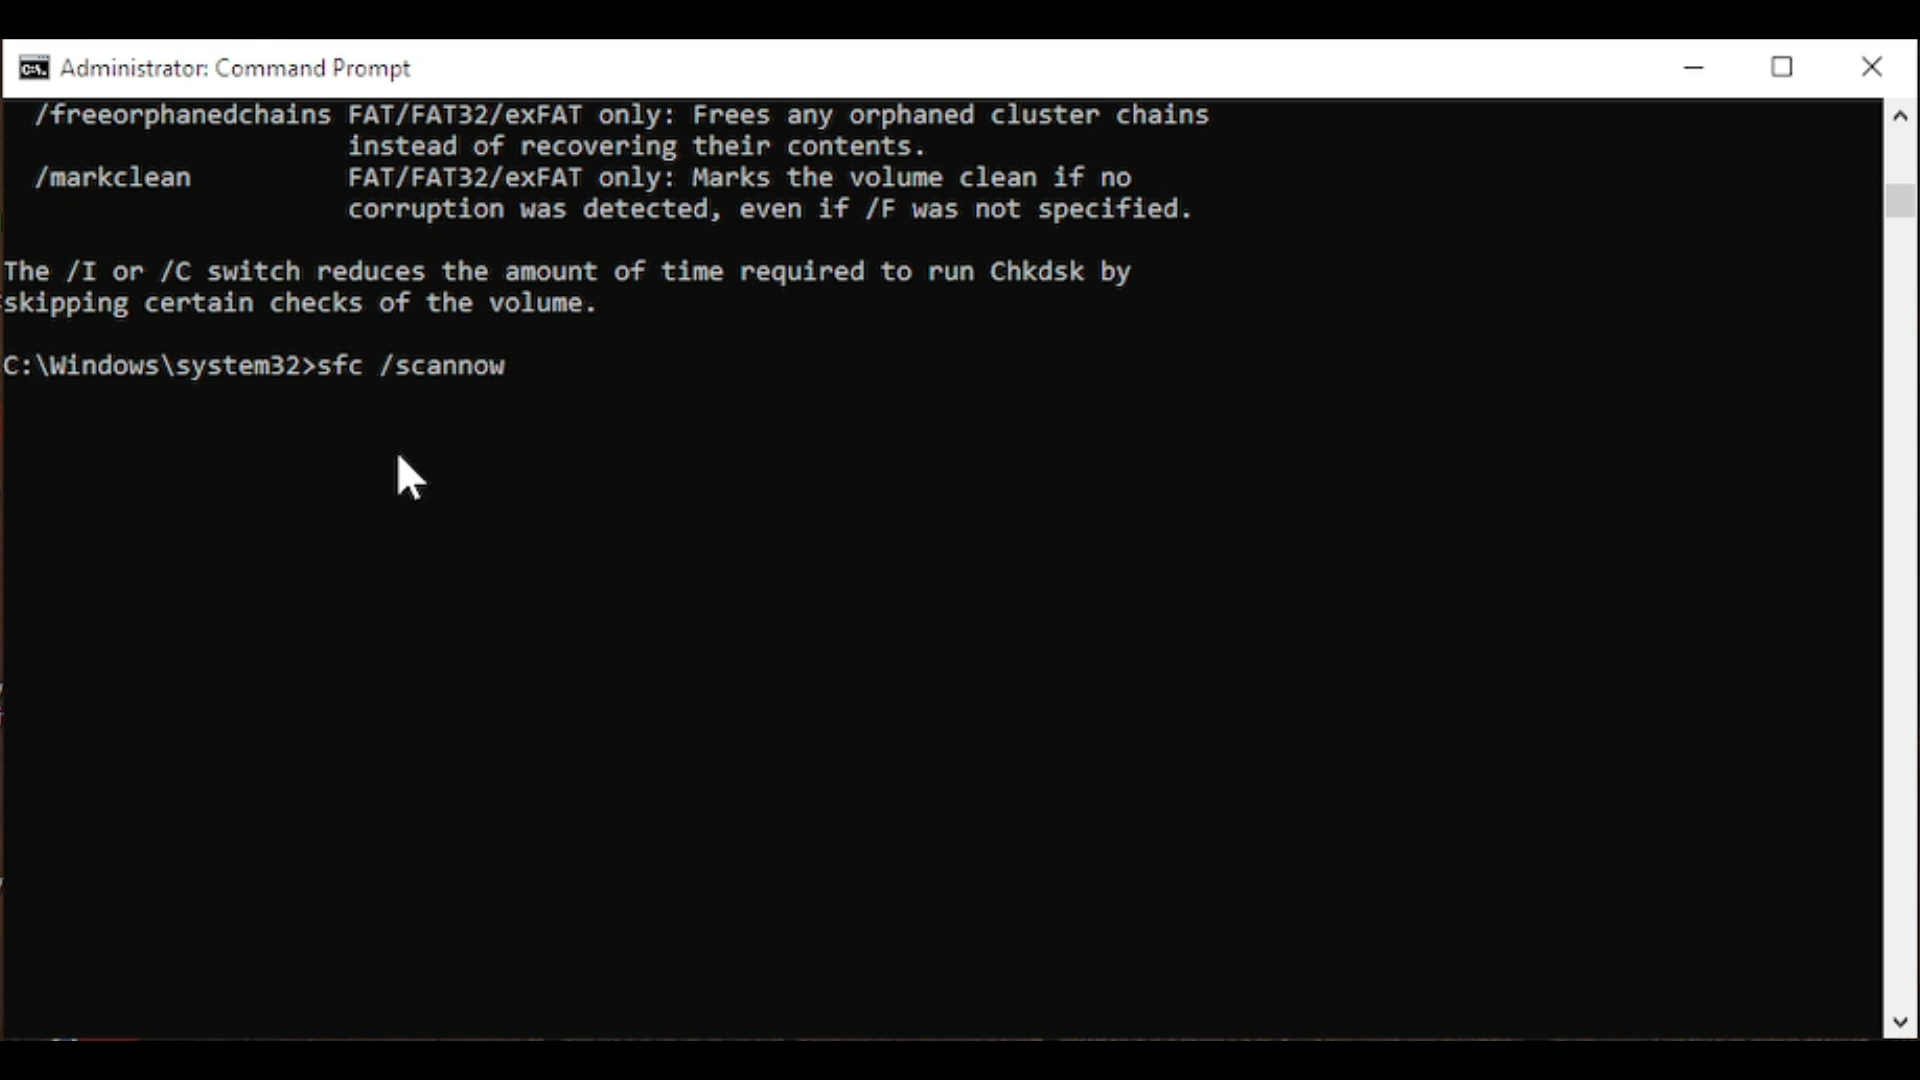 Administrator: Command Prompt
/freeorphanedchains FAT/FAT32/exFAT only: Frees any orphaned cluster chains
instead of recovering their contents.
/markclean FAT/FAT32/exFAT only: Marks the volume clean if no
corruption was detected, even if /F was not specified.
The /I or /C switch reduces the amount of time required to run Chkdsk by
skipping certain checks of the volume.
C:\Windows\system32>sfc /scannow